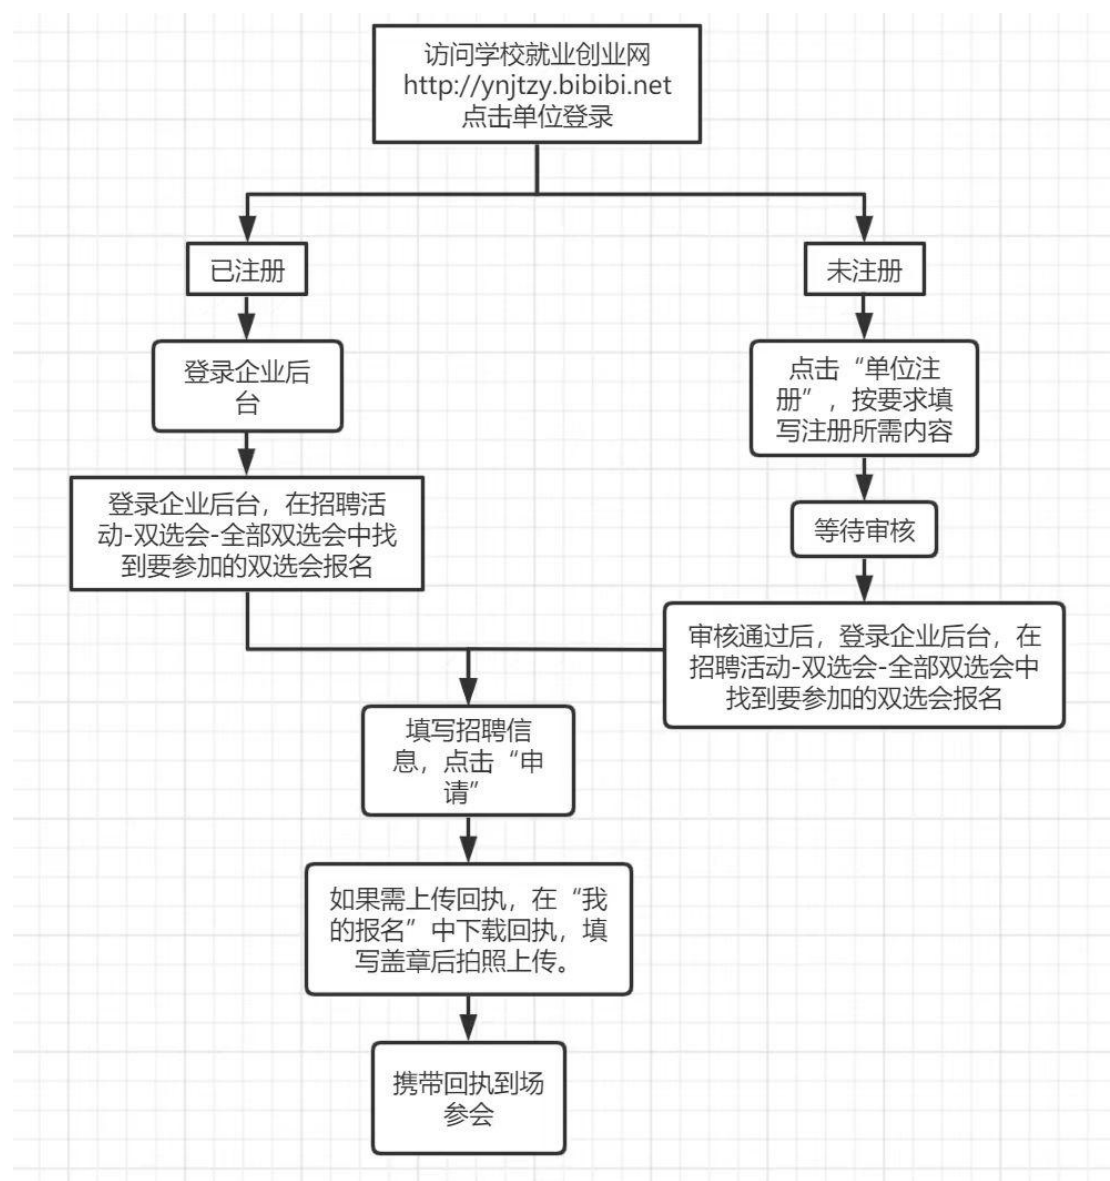 访问学校就业创业网
http://ynjtzy.bibibi.net
点击单位登录
已注册
未注册
登录企业后
台
点击“单位注
册”，按要求填
写注册所需内容
登录企业后台，在招聘活
动-双选会-全部双选会中找
到要参加的双选会报名
等待审核
审核通过后，登录企业后台，在
招聘活动-双选会-全部双选会中
找到要参加的双选会报名
填写招聘信
息，点击“申
请”
如果需上传回执，在“我
的报名”中下载回执，填
写盖章后拍照上传。
携带回执到场
参会